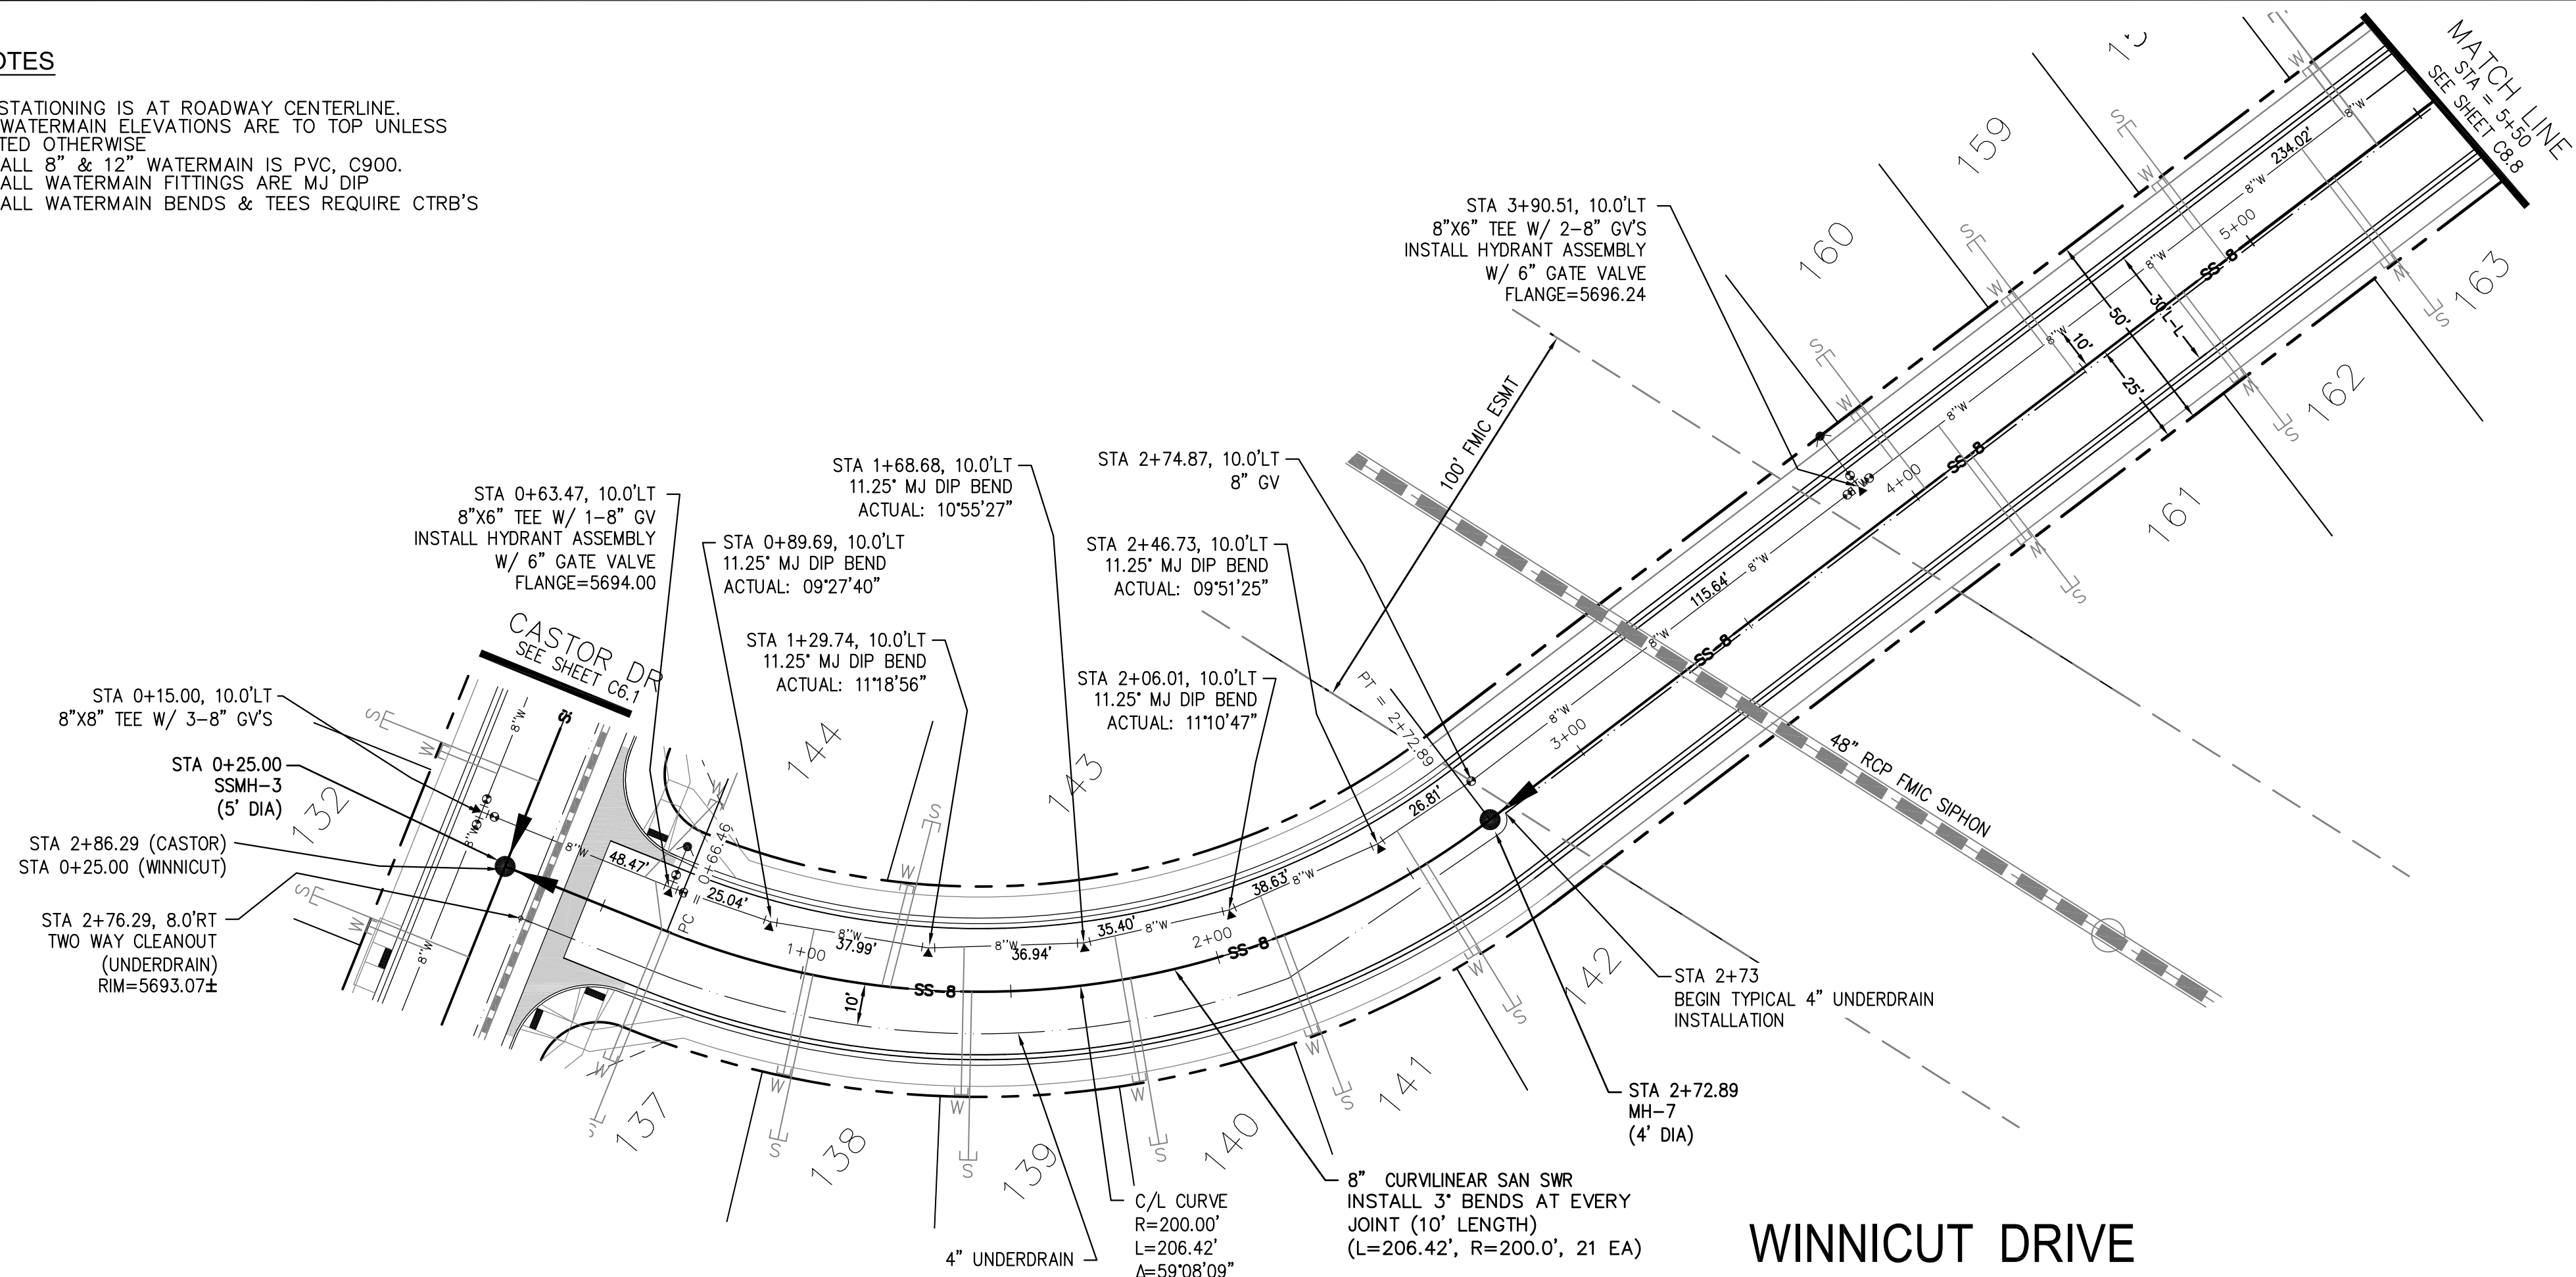 OTES
STATIONING IS AT ROADWAY CENTERLINE.
WATERMAIN ELEVATIONS ARE TO TOP UNLESS
TED OTHERWISE
ALL 8" & 12" WATERMAIN IS PVC, C900.
ALL WATERMAIN FITTINGS ARE MJ DIP
ALL WATERMAIN BENDS & TEES REQUIRE CTRB'S
MATCH LINE
STA = 5+50
SEE SHEET C8.8
STA 3+90.51, 10.0'LT
8"X6" TEE W/ 2-8" GV'S
INSTALL HYDRANT ASSEMBLY
W/ 6" GATE VALVE
FLANGE=5696.24
159
160
163
162
161
234.02'
5+00
SS-8
30' L-L
50'
10'
25'
8"W
SS-8
4+00
100' FMIC ESMT
115.64'
8"W
SS-8
3+00
48" RCP FMIC SIPHON
STA 0+63.47, 10.0'LT
8"X6" TEE W/ 1-8" GV
INSTALL HYDRANT ASSEMBLY
W/ 6" GATE VALVE
FLANGE=5694.00
STA 1+68.68, 10.0'LT
11.25° MJ DIP BEND
ACTUAL: 10°55'27"
STA 0+89.69, 10.0'LT
11.25° MJ DIP BEND
ACTUAL: 09°27'40"
STA 1+29.74, 10.0'LT
11.25° MJ DIP BEND
ACTUAL: 11°18'56"
STA 2+74.87, 10.0'LT
8" GV
STA 2+46.73, 10.0'LT
11.25° MJ DIP BEND
ACTUAL: 09°51'25"
STA 2+06.01, 10.0'LT
11.25° MJ DIP BEND
ACTUAL: 11°10'47"
PT = 2+72.89
CASTOR DR
SEE SHEET C6.1
STA 0+15.00, 10.0'LT
8"X8" TEE W/ 3-8" GV'S
STA 0+25.00
SSMH-3
(5' DIA)
STA 2+86.29 (CASTOR)
STA 0+25.00 (WINNICUT)
STA 2+76.29, 8.0'RT
TWO WAY CLEANOUT
(UNDERDRAIN)
RIM=5693.07±
132
144
143
48.47'
PC = 0+66.46
25.04'
8"W
37.99'
1+00
8"W
36.94'
35.40'
8"W
38.63'
8"W
26.81'
2+00
SS-8
SS-8
10'
137
138
139
140
141
142
STA 2+73
BEGIN TYPICAL 4" UNDERDRAIN
INSTALLATION
STA 2+72.89
MH-7
(4' DIA)
8" CURVILINEAR SAN SWR
INSTALL 3° BENDS AT EVERY
JOINT (10' LENGTH)
(L=206.42', R=200.0', 21 EA)
C/L CURVE
R=200.00'
L=206.42'
Δ=59°08'09"
4" UNDERDRAIN
WINNICUT DRIVE